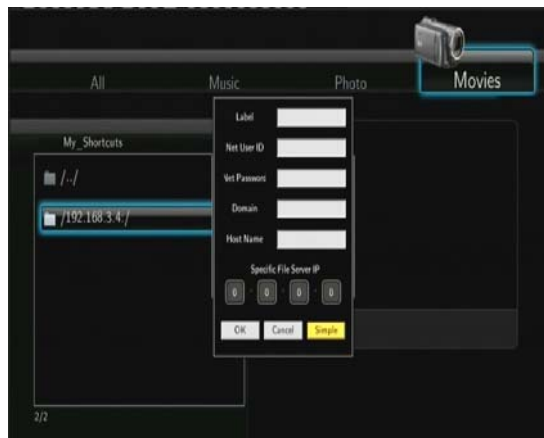 All Music Photo Movies
My_Shortcuts
/../
/192.168.3.4:/
2/2
Label
Net User ID
Net Passwors
Domain
Host Name
Specific File Server IP
0 0 0 0
OK Cancel Simple